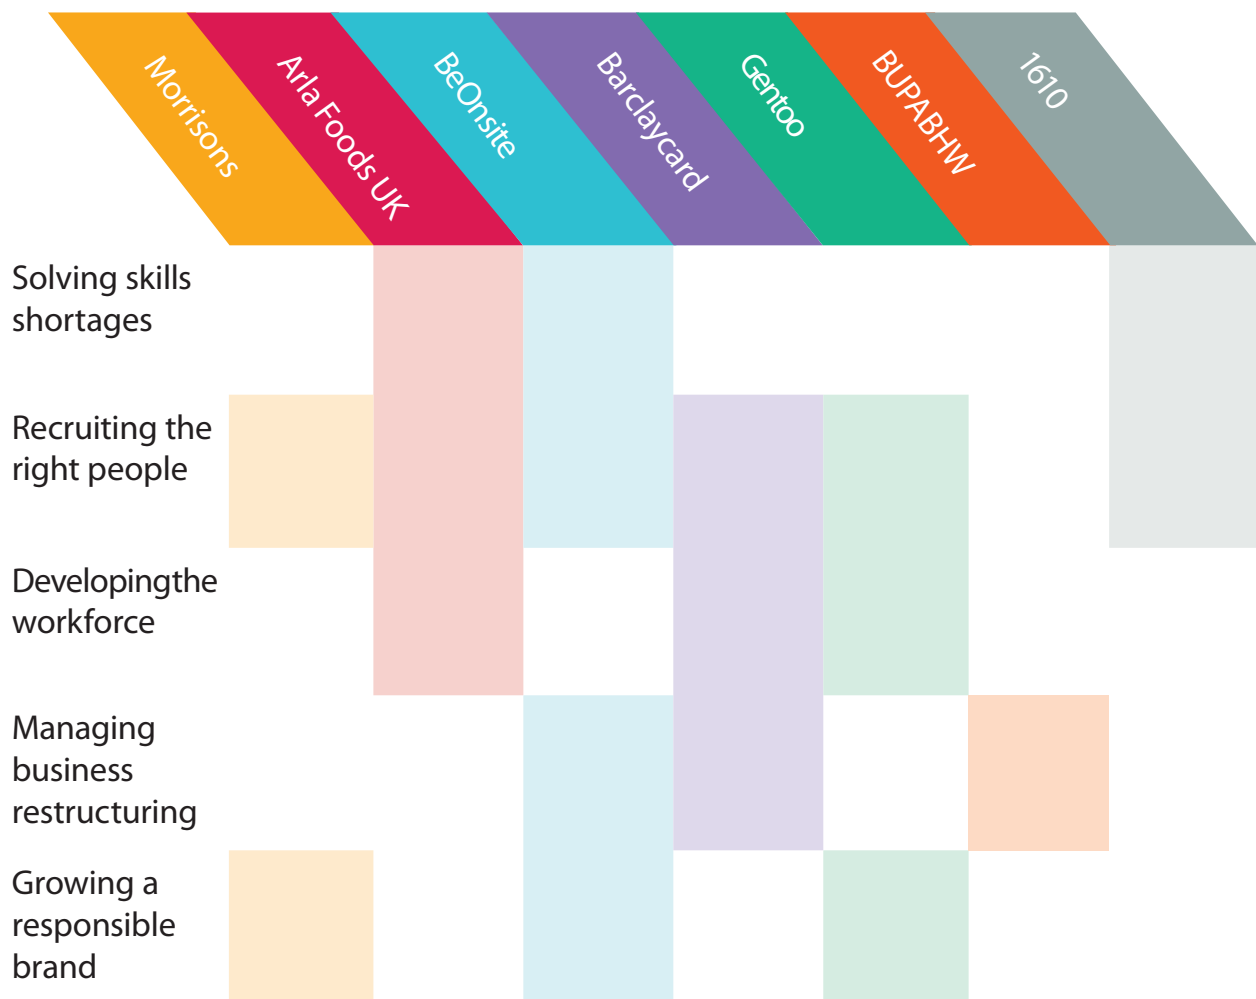 Morrisons
Arla Foods UK
BeOnsite
Barclaycard
Gentoo
BUPABHW
1610
Solving skills
shortages
Recruiting the
right people
Developingthe
workforce
Managing
business
restructuring
Growing a
responsible
brand